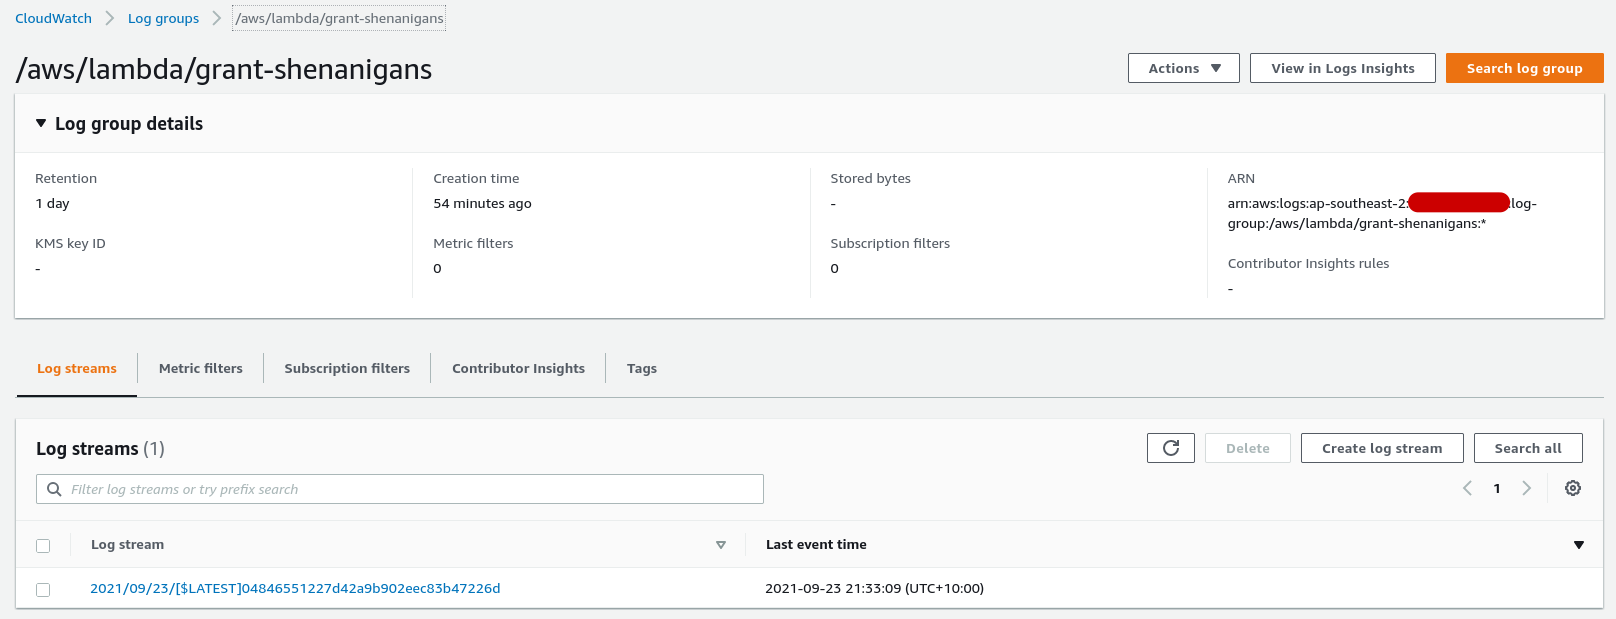 CloudWatch > Log groups > /aws/lambda/grant-shenanigans
/aws/lambda/grant-shenanigans
Actions ▼ View in Logs Insights Search log group
▼ Log group details
Retention
1 day
KMS key ID
-
Creation time
54 minutes ago
Metric filters
0
Stored bytes
-
Subscription filters
0
ARN
arn:aws:logs:ap-southeast-2: :log-
group:/aws/lambda/grant-shenanigans:*
Contributor Insights rules
-
Log streams Metric filters Subscription filters Contributor Insights Tags
Log streams (1)
Delete Create log stream Search all
Filter log streams or try prefix search
1
Log stream Last event time
2021/09/23/[$LATEST]04846551227d42a9b902eec83b47226d 2021-09-23 21:33:09 (UTC+10:00)